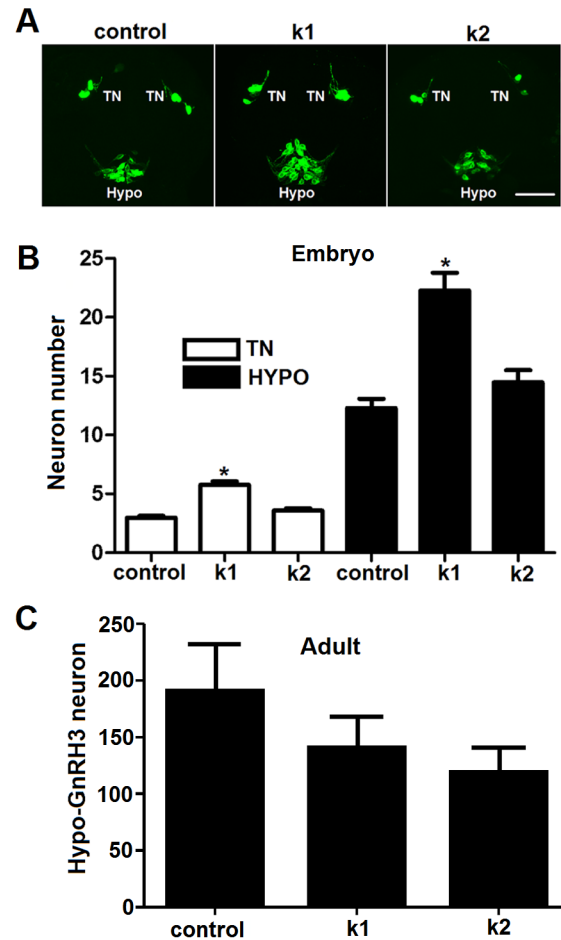 A
control k1 k2
TN TN TN TN TN TN
Hypo Hypo Hypo
B
Embryo
25
20
15
10
5
0
Neuron number
TN
HYPO
* *
control k1 k2 control k1 k2
C
Adult
250
200
150
100
50
0
Hypo-GnRH3 neuron
control k1 k2